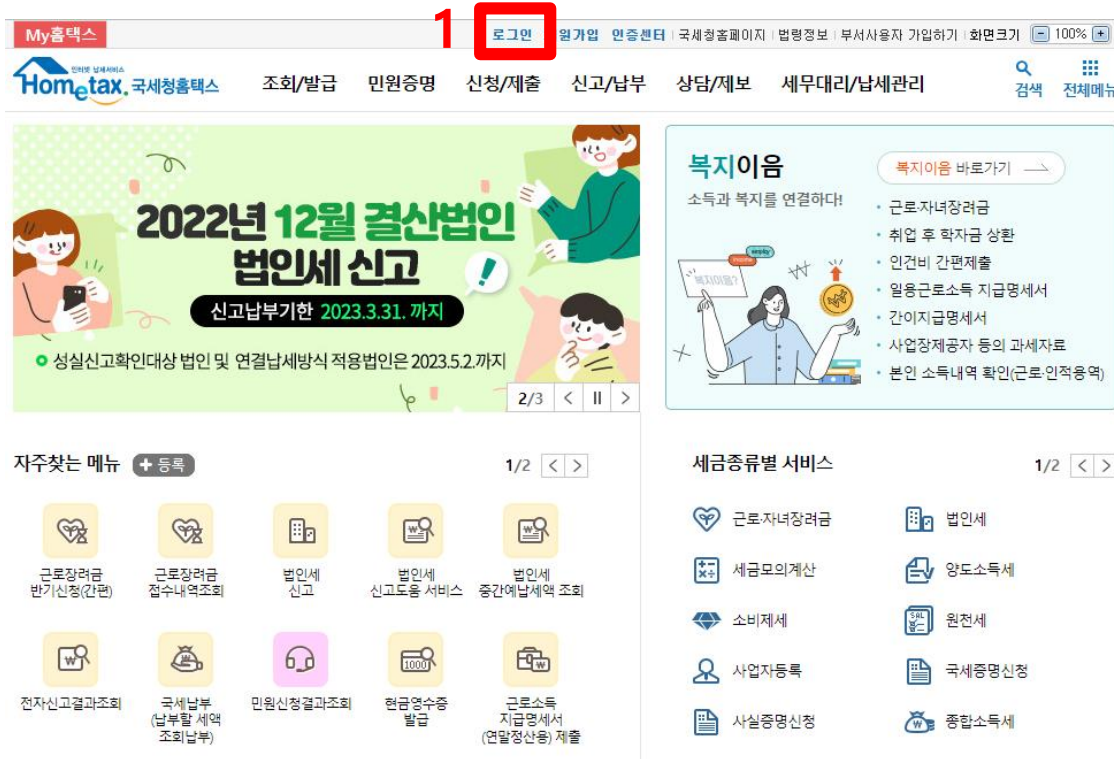 1
My홈택스
로그인 원가입 인증센터 국세청홈페이지 법령정보 부서사용자 가입하기 화면크기 100%
인터넷 납세서비스
Hometax. 국세청홈택스
조회/발급 민원증명 신청/제출 신고/납부 상담/제보 세무대리/납세관리 검색 전체메뉴
2022년 12월 결산법인
법인세 신고
신고납부기한 2023.3.31. 까지
성실신고확인대상 법인 및 연결납세방식 적용법인은 2023.5.2.까지
2/3
복지이음
복지이음 바로가기
소득과 복지를 연결하다!
복지이음?
· 근로·자녀장려금
· 취업 후 학자금 상환
· 인건비 간편제출
· 일용근로소득 지급명세서
· 간이지급명세서
· 사업장제공자 등의 과세자료
· 본인 소득내역 확인(근로·인적용역)
자주찾는 메뉴 + 등록 1/2
근로장려금
반기신청(간편)
근로장려금
접수내역조회
법인세
신고
법인세
신고도움 서비스
법인세
중간예납세액 조회
전자신고결과조회
국세납부
(납부할 세액
조회납부)
민원신청결과조회
1000
현금영수증
발급
근로소득
지급명세서
(연말정산용) 제출
세금종류별 서비스 1/2
근로·자녀장려금
법인세
세금모의계산
양도소득세
소비제세
SAL
원천세
사업자등록
국세증명신청
사실증명신청
종합소득세